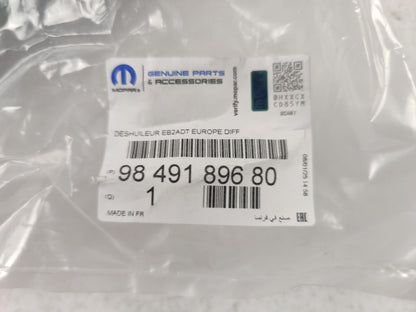 GENUINE PARTS
& ACCESSORIES
MOPAR
verify.mopar.com
DESHUILEUR EB2ADT EUROPE DIFF
(P) 98 491 896 80
(Q) 1
MADE IN FR
صنع في فرنسا
EAC